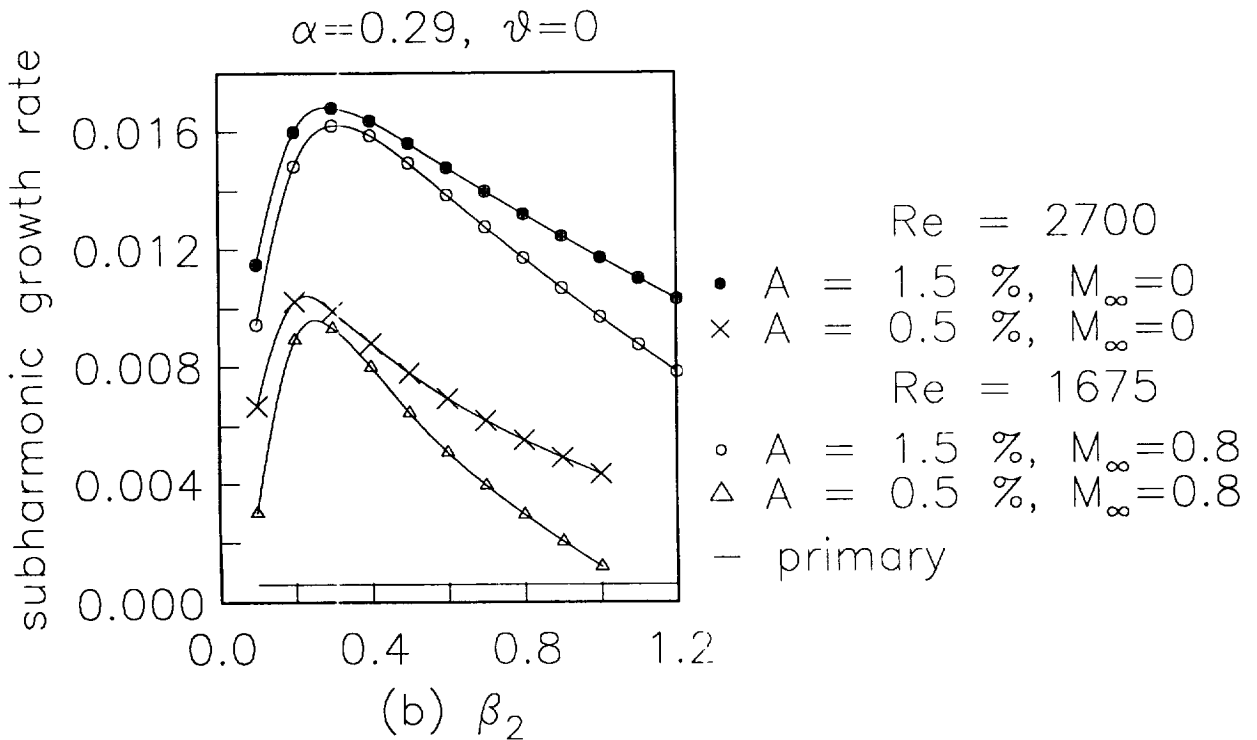 α=0.29, ϑ=0
subharmonic growth rate
0.016
0.012
0.008
0.004
0.000
0.0 0.4 0.8 1.2
(b) β₂
Re = 2700
A = 1.5 %, M∞=0
A = 0.5 %, M∞=0
Re = 1675
A = 1.5 %, M∞=0.8
A = 0.5 %, M∞=0.8
primary